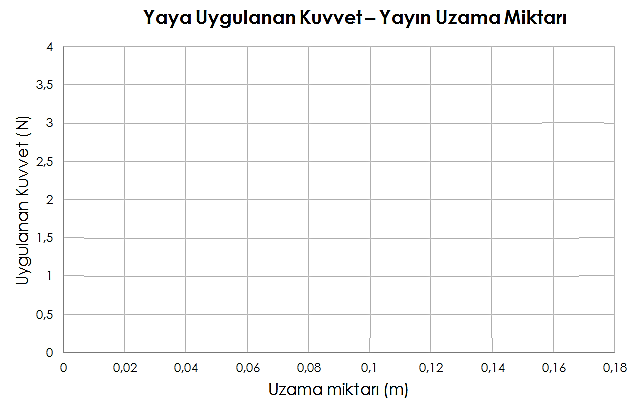 Yaya Uygulanan Kuvvet – Yayın Uzama Miktarı
4
3,5
3
2,5
2
1,5
1
0,5
0
Uygulanan Kuvvet (N)
0 0,02 0,04 0,06 0,08 0,1 0,12 0,14 0,16 0,18
Uzama miktarı (m)